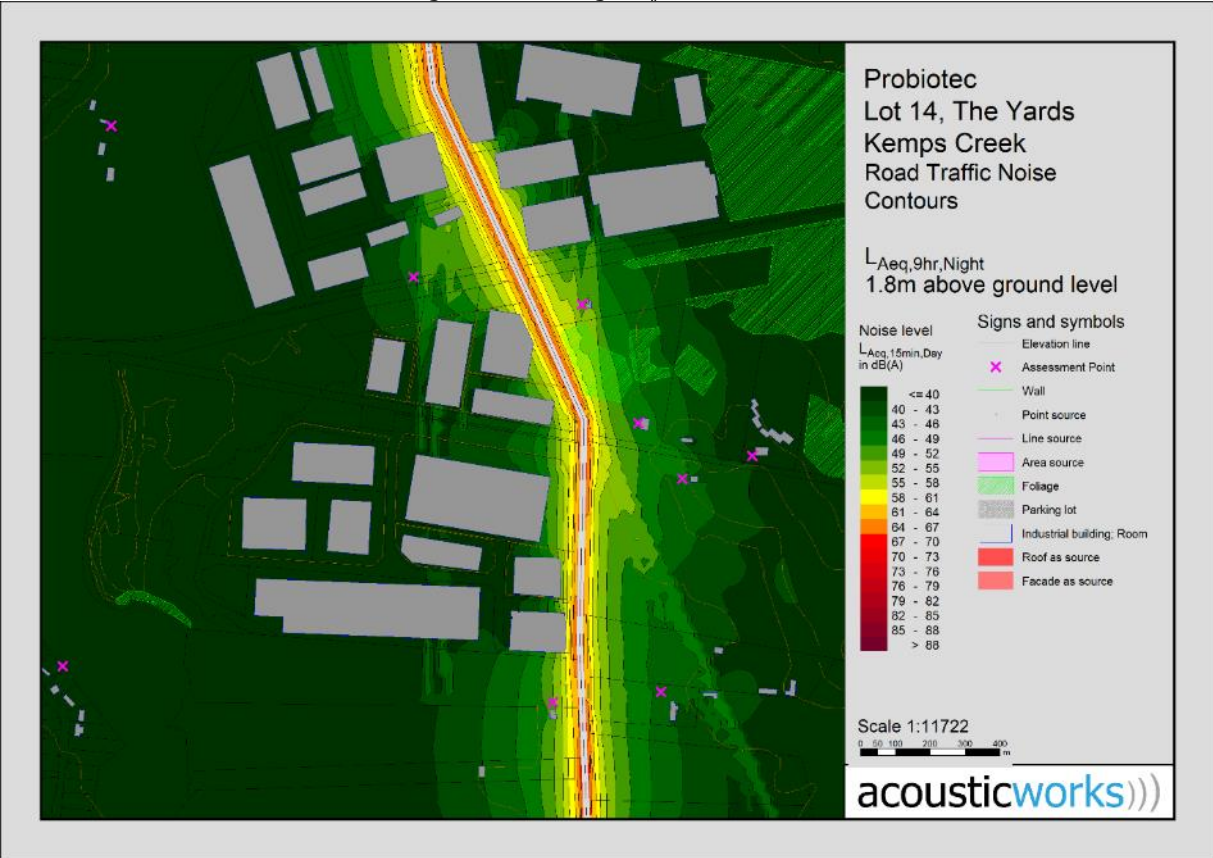 Probiotec
Lot 14, The Yards
Kemps Creek
Road Traffic Noise
Contours
LAeq,9hr,Night
1.8m above ground level
Noise level
LAeq,15min,Day
in dB(A)
<= 40
40 - 43
43 - 46
46 - 49
49 - 52
52 - 55
55 - 58
58 - 61
61 - 64
64 - 67
67 - 70
70 - 73
73 - 76
76 - 79
79 - 82
82 - 85
85 - 88
> 88
Signs and symbols
Elevation line
Assessment Point
Wall
Point source
Line source
Area source
Foliage
Parking lot
Industrial building; Room
Roof as source
Facade as source
Scale 1:11722
0 50 100 200 300 400
m
acousticworks)))